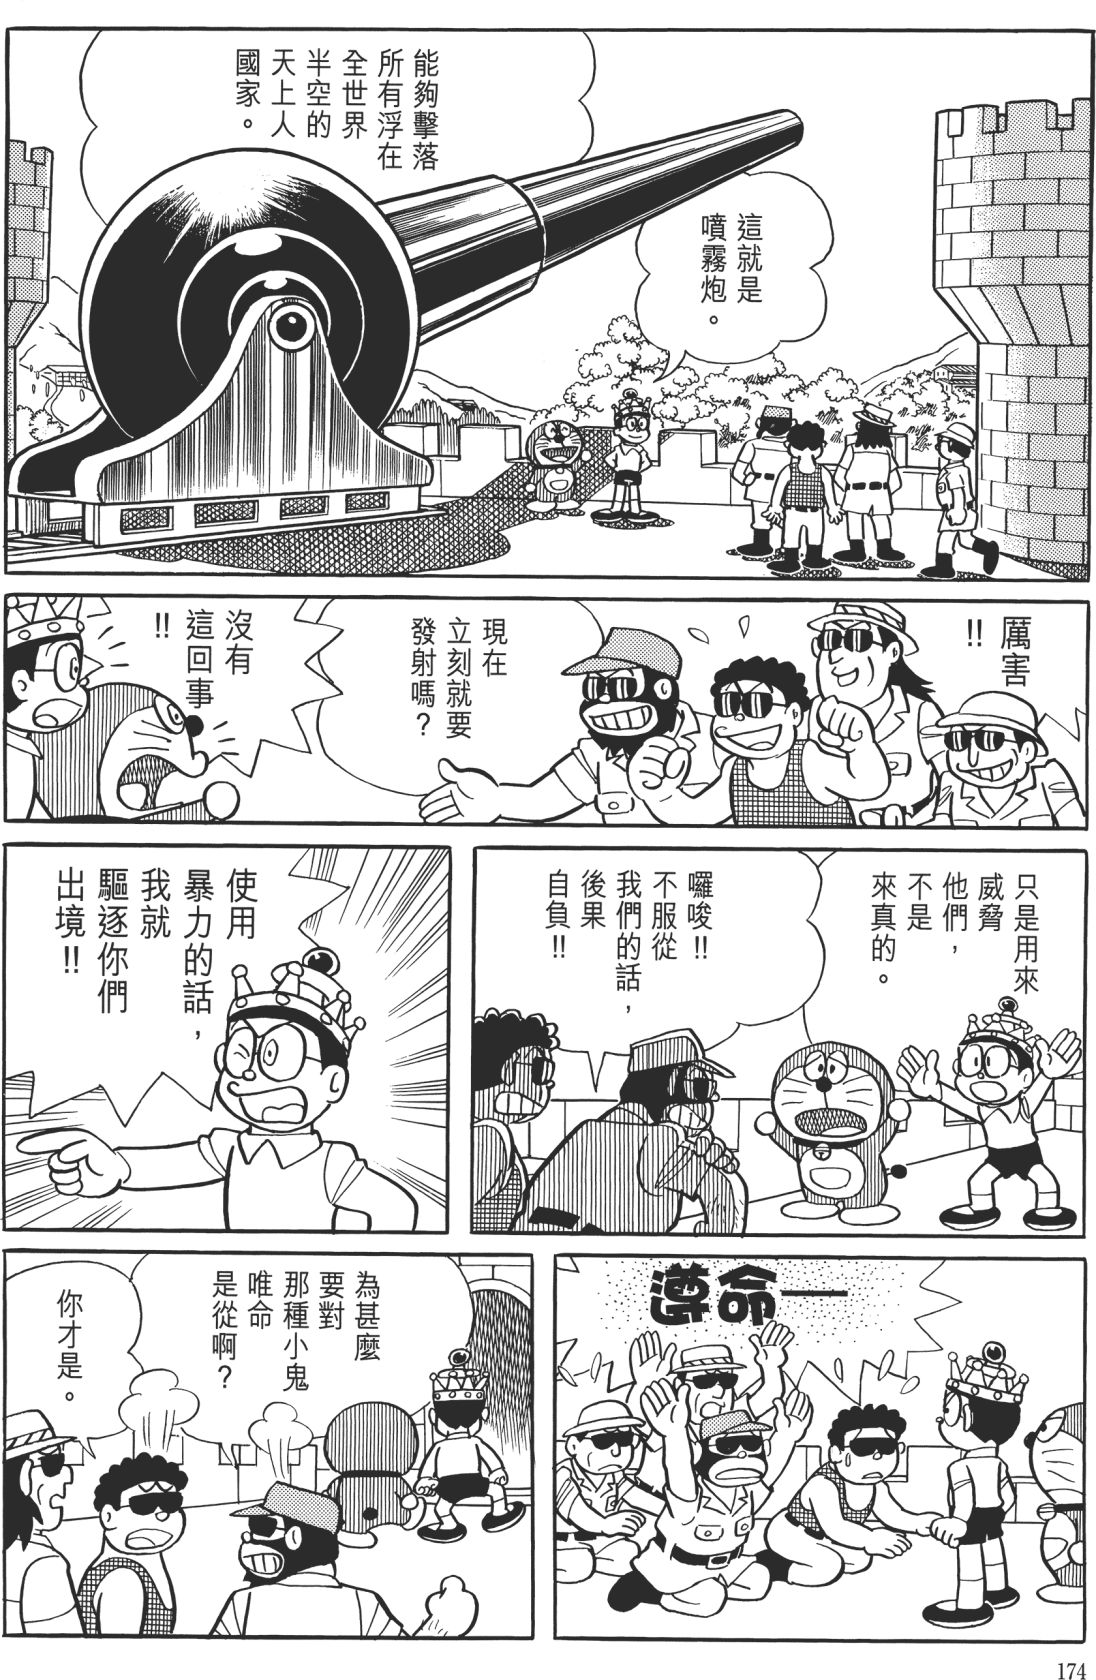 這就是
噴霧炮。
能夠擊落
所有浮在
全世界
半空的
天上人
國家。
厲害
!!
現在
立刻就要
發射嗎?
沒有
這回事
!!
只是用來
威脅
他們,
不是
來真的。
囉唆!!
不服從
我們的話,
後果
自負!!
使用
暴力的話,
我就
驅逐你們
出境!!
遵命—
為甚麼
要對
那種小鬼
唯命
是從啊?
你才是。
174